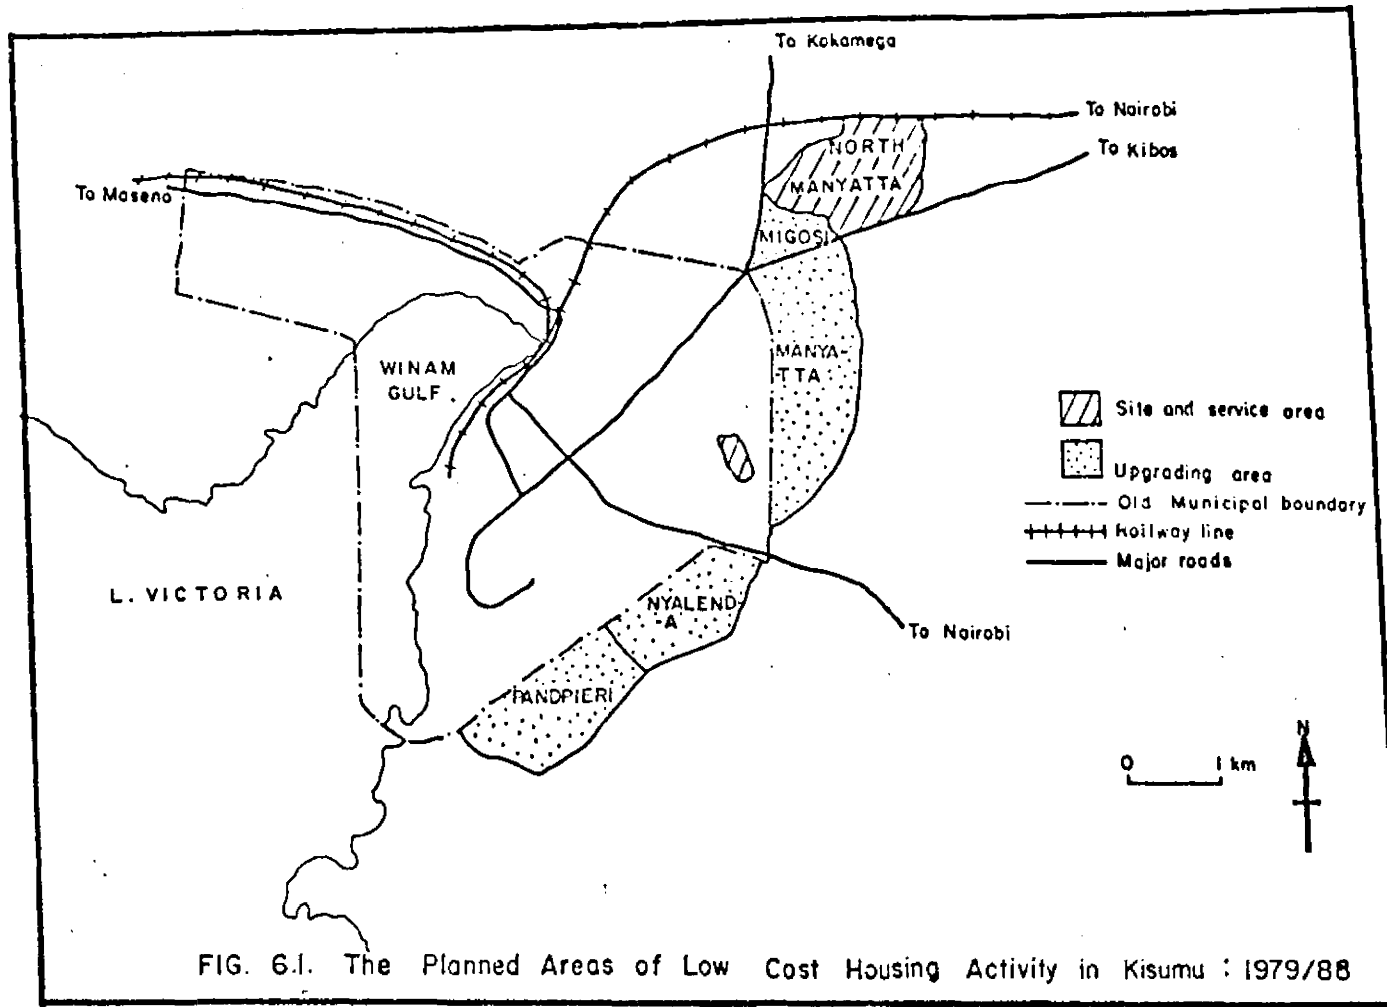 To Kakamega
To Nairobi
To Kibos
NORTH
MANYATTA
To Maseno
MIGOSI
MANYA-
-TTA
WINAM
GULF
Site and service area
Upgrading area
Old Municipal boundary
Railway line
Major roads
L. VICTORIA
NYALEND-
-A
To Nairobi
PANDPIERI
N
0 1 km
FIG. 6.1. The Planned Areas of Low Cost Housing Activity in Kisumu : 1979/88